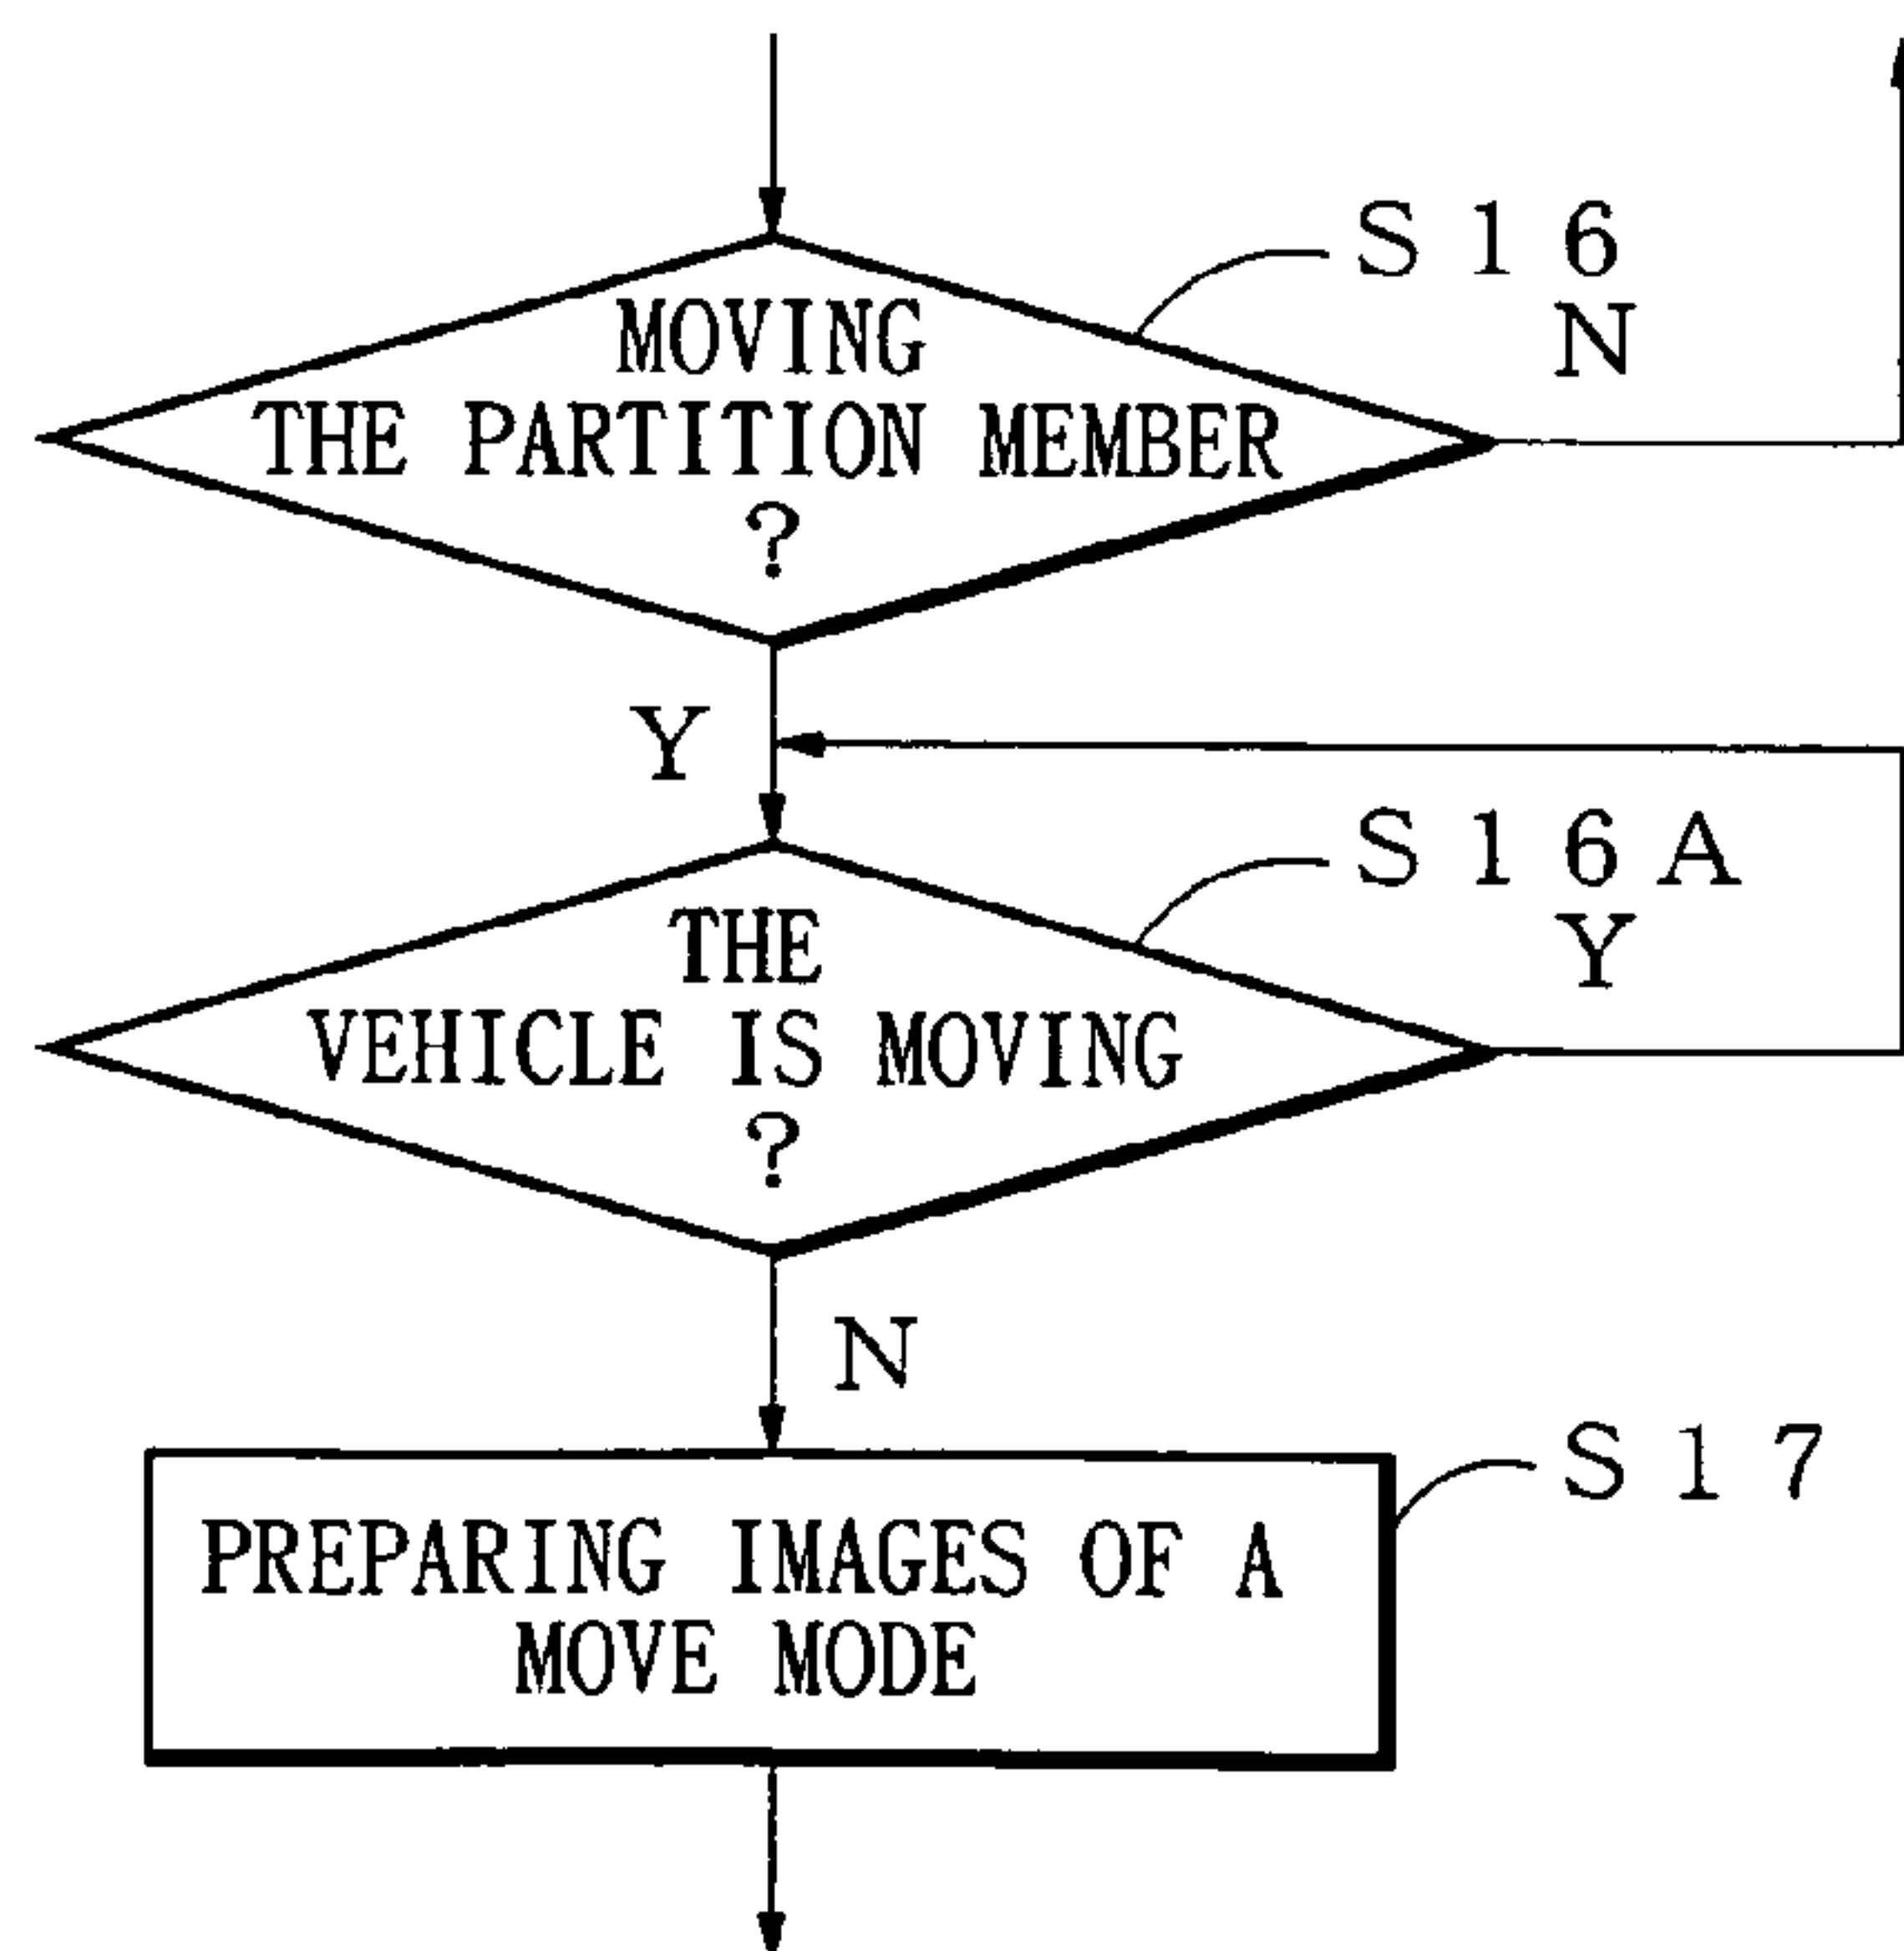 S16
N
MOVING
THE PARTITION MEMBER
?
Y
S16A
Y
THE
VEHICLE IS MOVING
?
N
S17
PREPARING IMAGES OF A
MOVE MODE